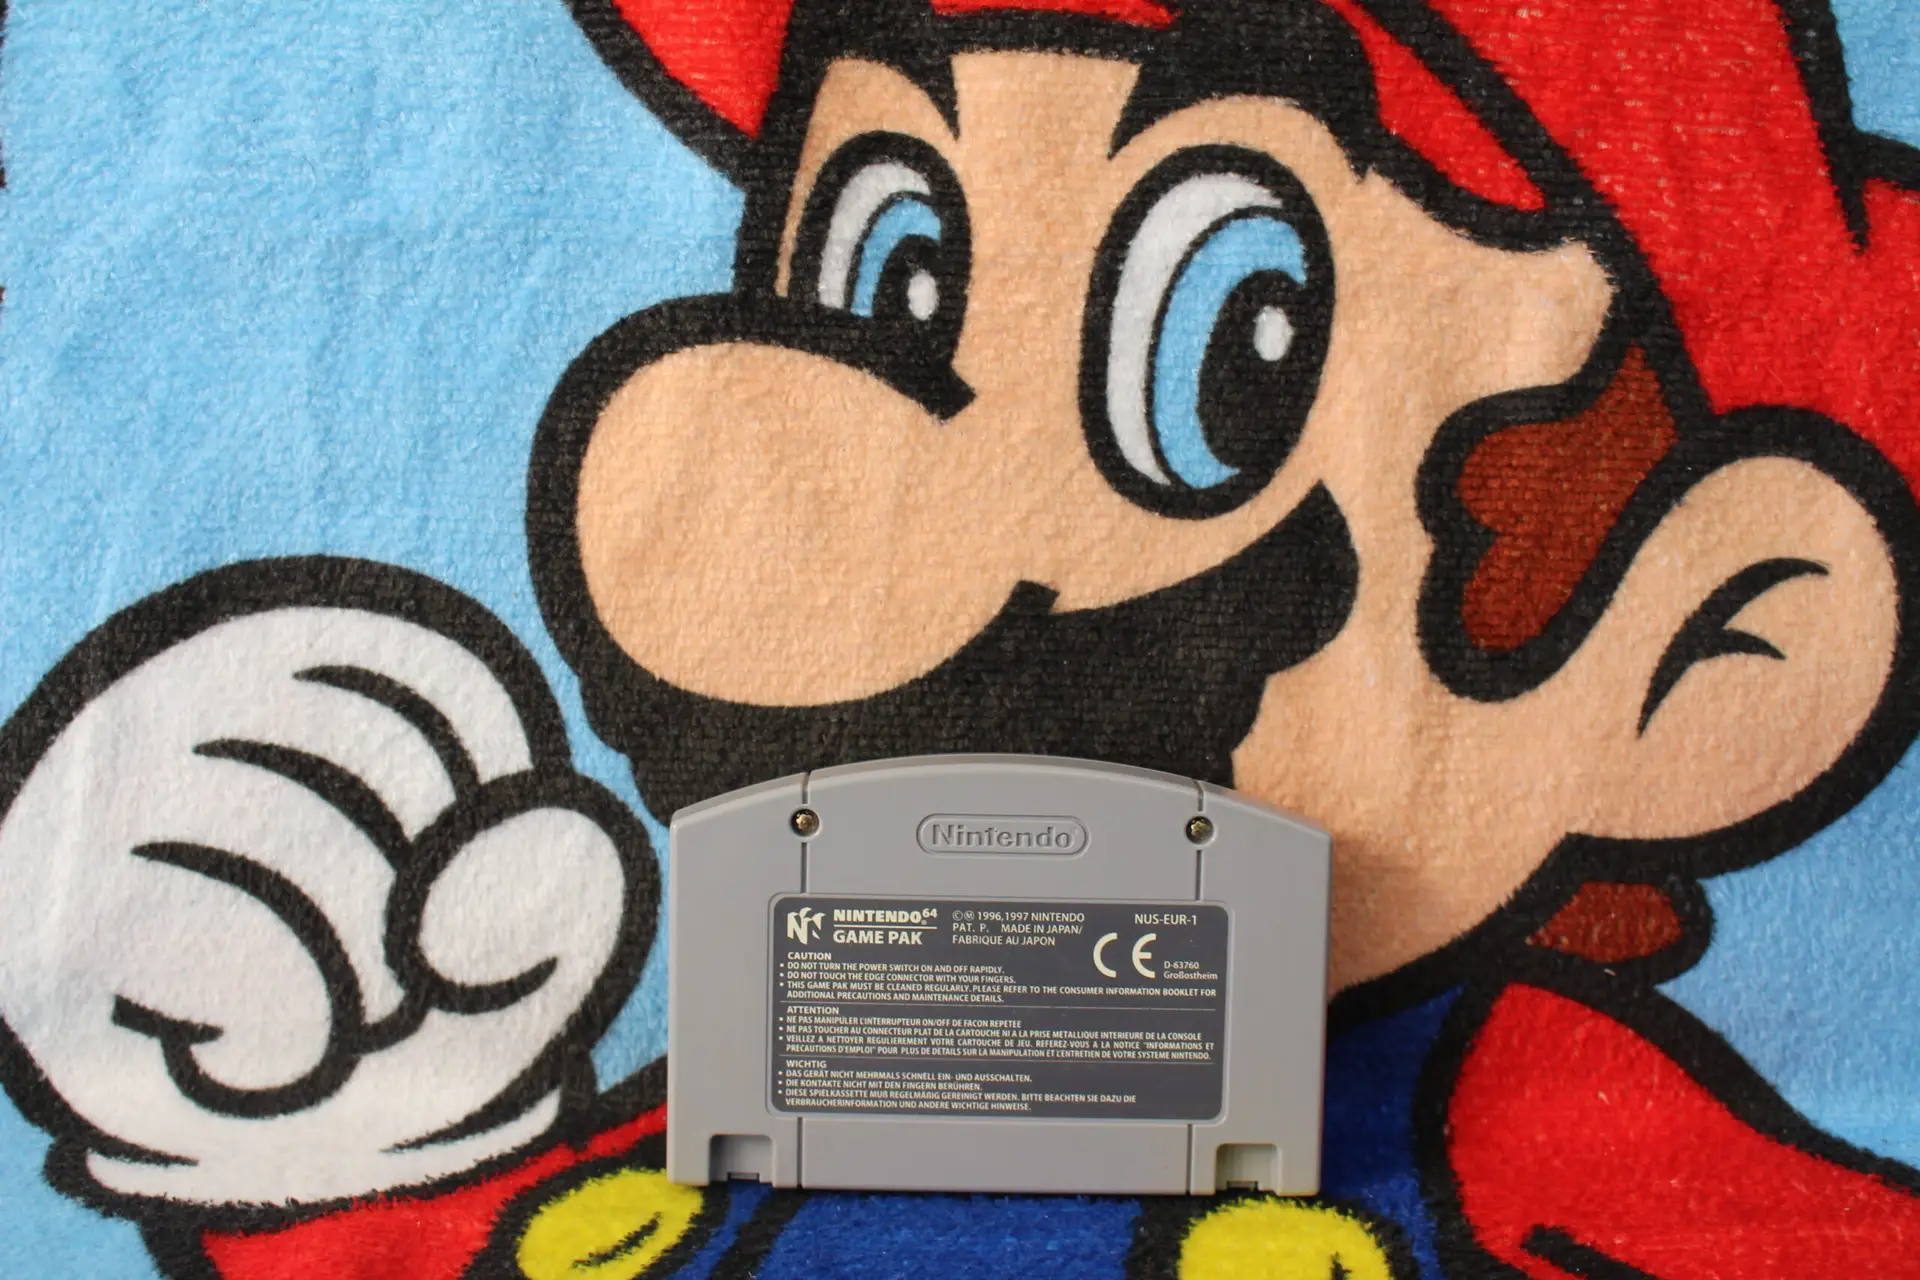 Nintendo
NINTENDO 64
GAME PAK
©Ⓜ 1996,1997 NINTENDO
PAT. P. MADE IN JAPAN/
FABRIQUE AU JAPON
NUS-EUR-1
CE
D-63760
Großostheim
CAUTION
• DO NOT TURN THE POWER SWITCH ON AND OFF RAPIDLY.
• DO NOT TOUCH THE EDGE CONNECTOR WITH YOUR FINGERS.
• THIS GAME PAK MUST BE CLEANED REGULARLY. PLEASE REFER TO THE CONSUMER INFORMATION BOOKLET FOR
ADDITIONAL PRECAUTIONS AND MAINTENANCE DETAILS.
ATTENTION
• NE PAS MANIPULER L'INTERRUPTEUR ON/OFF DE FACON REPETEE
• NE PAS TOUCHER AU CONNECTEUR PLAT DE LA CARTOUCHE NI A LA PRISE METALLIQUE INTERIEURE DE LA CONSOLE
• VEILLEZ A NETTOYER REGULIEREMENT VOTRE CARTOUCHE DE JEU. REFEREZ-VOUS A LA NOTICE "INFORMATIONS ET
PRECAUTIONS D'EMPLOI" POUR PLUS DE DETAILS SUR LA MANIPULATION ET L'ENTRETIEN DE VOTRE SYSTEME NINTENDO.
WICHTIG
• DAS GERÄT NICHT MEHRMALS SCHNELL EIN- UND AUSSCHALTEN.
• DIE KONTAKTE NICHT MIT DEN FINGERN BERÜHREN.
• DIESE SPIELKASSETTE MUß REGELMÄßIG GEREINIGT WERDEN. BITTE BEACHTEN SIE DAZU DIE
VERBRAUCHERINFORMATION UND ANDERE WICHTIGE HINWEISE.